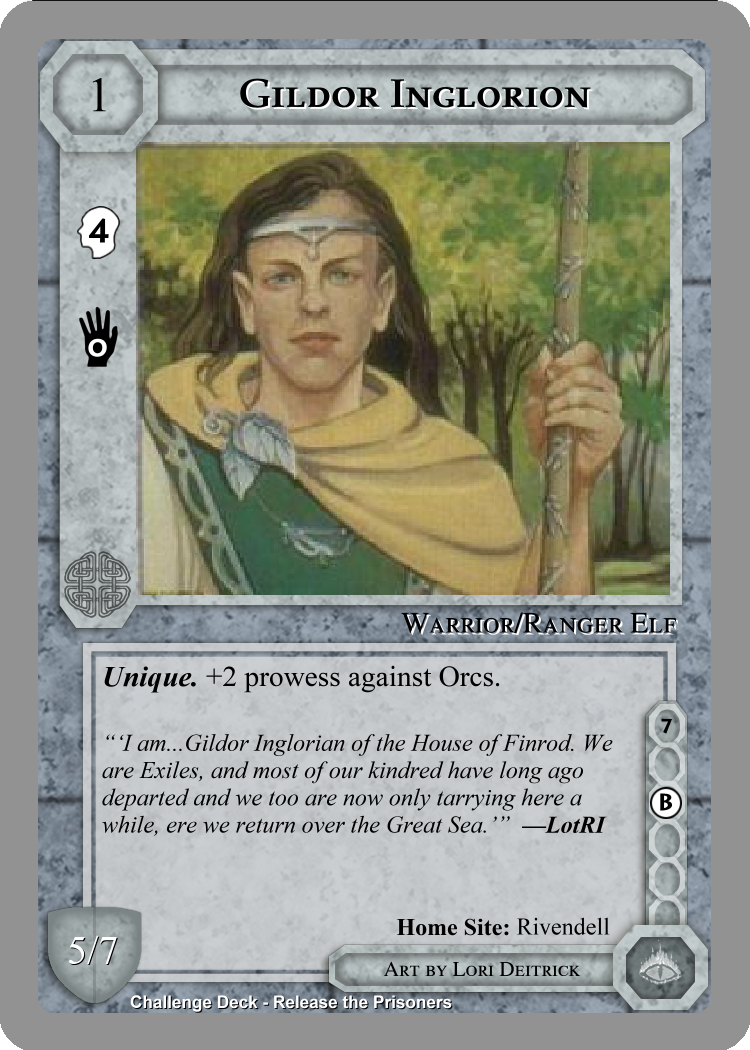 1
Gildor Inglorion
4
0
Warrior/Ranger Elf
Unique. +2 prowess against Orcs.
“‘I am...Gildor Inglorian of the House of Finrod. We
are Exiles, and most of our kindred have long ago
departed and we too are now only tarrying here a
while, ere we return over the Great Sea.’” —LotRI
7
B
Home Site: Rivendell
5/7
Art by Lori Deitrick
Challenge Deck - Release the Prisoners